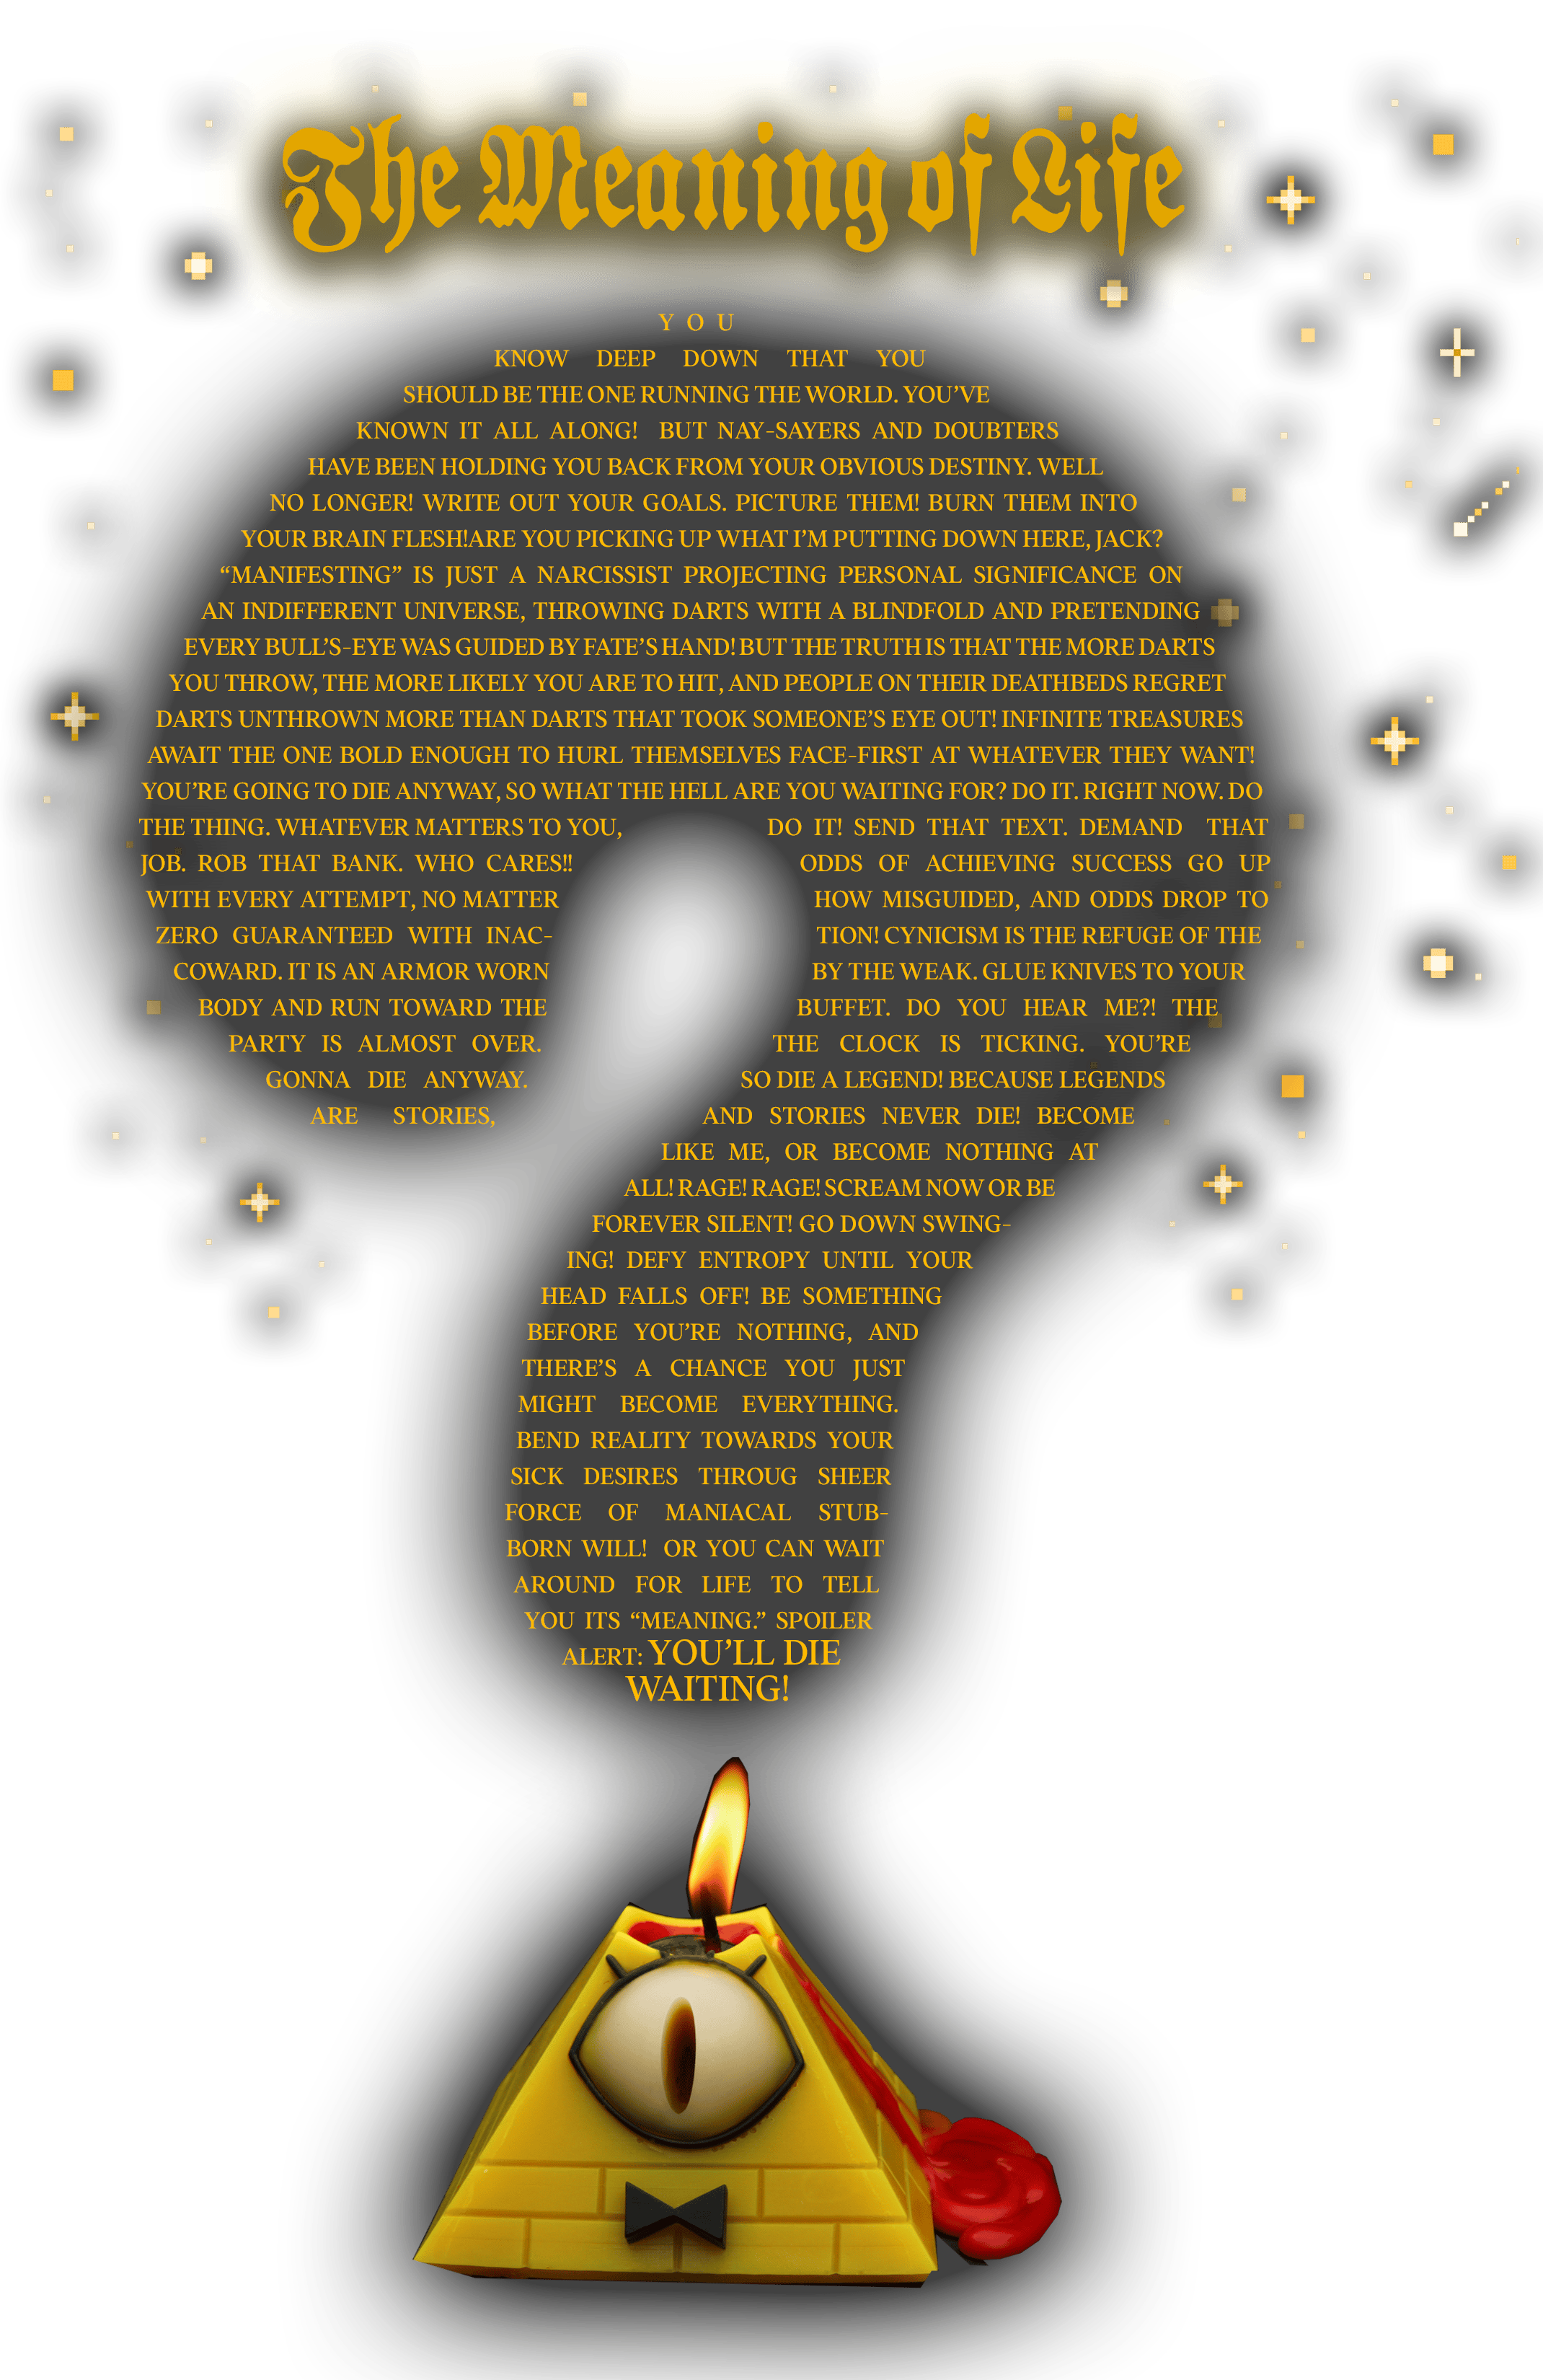 The Meaning of Life
YOU
KNOW DEEP DOWN THAT YOU
SHOULD BE THE ONE RUNNING THE WORLD. YOU’VE
KNOWN IT ALL ALONG! BUT NAY-SAYERS AND DOUBTERS
HAVE BEEN HOLDING YOU BACK FROM YOUR OBVIOUS DESTINY. WELL
NO LONGER! WRITE OUT YOUR GOALS. PICTURE THEM! BURN THEM INTO
YOUR BRAIN FLESH!ARE YOU PICKING UP WHAT I’M PUTTING DOWN HERE, JACK?
“MANIFESTING” IS JUST A NARCISSIST PROJECTING PERSONAL SIGNIFICANCE ON
AN INDIFFERENT UNIVERSE, THROWING DARTS WITH A BLINDFOLD AND PRETENDING
EVERY BULL’S-EYE WAS GUIDED BY FATE’S HAND! BUT THE TRUTH IS THAT THE MORE DARTS
YOU THROW, THE MORE LIKELY YOU ARE TO HIT, AND PEOPLE ON THEIR DEATHBEDS REGRET
DARTS UNTHROWN MORE THAN DARTS THAT TOOK SOMEONE’S EYE OUT! INFINITE TREASURES
AWAIT THE ONE BOLD ENOUGH TO HURL THEMSELVES FACE-FIRST AT WHATEVER THEY WANT!
YOU’RE GOING TO DIE ANYWAY, SO WHAT THE HELL ARE YOU WAITING FOR? DO IT. RIGHT NOW. DO
THE THING. WHATEVER MATTERS TO YOU, DO IT! SEND THAT TEXT. DEMAND THAT
JOB. ROB THAT BANK. WHO CARES!! ODDS OF ACHIEVING SUCCESS GO UP
WITH EVERY ATTEMPT, NO MATTER HOW MISGUIDED, AND ODDS DROP TO
ZERO GUARANTEED WITH INAC- TION! CYNICISM IS THE REFUGE OF THE
COWARD. IT IS AN ARMOR WORN BY THE WEAK. GLUE KNIVES TO YOUR
BODY AND RUN TOWARD THE BUFFET. DO YOU HEAR ME?! THE
PARTY IS ALMOST OVER. THE CLOCK IS TICKING. YOU’RE
GONNA DIE ANYWAY. SO DIE A LEGEND! BECAUSE LEGENDS
ARE STORIES, AND STORIES NEVER DIE! BECOME
LIKE ME, OR BECOME NOTHING AT
ALL! RAGE! RAGE! SCREAM NOW OR BE
FOREVER SILENT! GO DOWN SWING-
ING! DEFY ENTROPY UNTIL YOUR
HEAD FALLS OFF! BE SOMETHING
BEFORE YOU’RE NOTHING, AND
THERE’S A CHANCE YOU JUST
MIGHT BECOME EVERYTHING.
BEND REALITY TOWARDS YOUR
SICK DESIRES THROUG SHEER
FORCE OF MANIACAL STUB-
BORN WILL! OR YOU CAN WAIT
AROUND FOR LIFE TO TELL
YOU ITS “MEANING.” SPOILER
ALERT: YOU’LL DIE
WAITING!